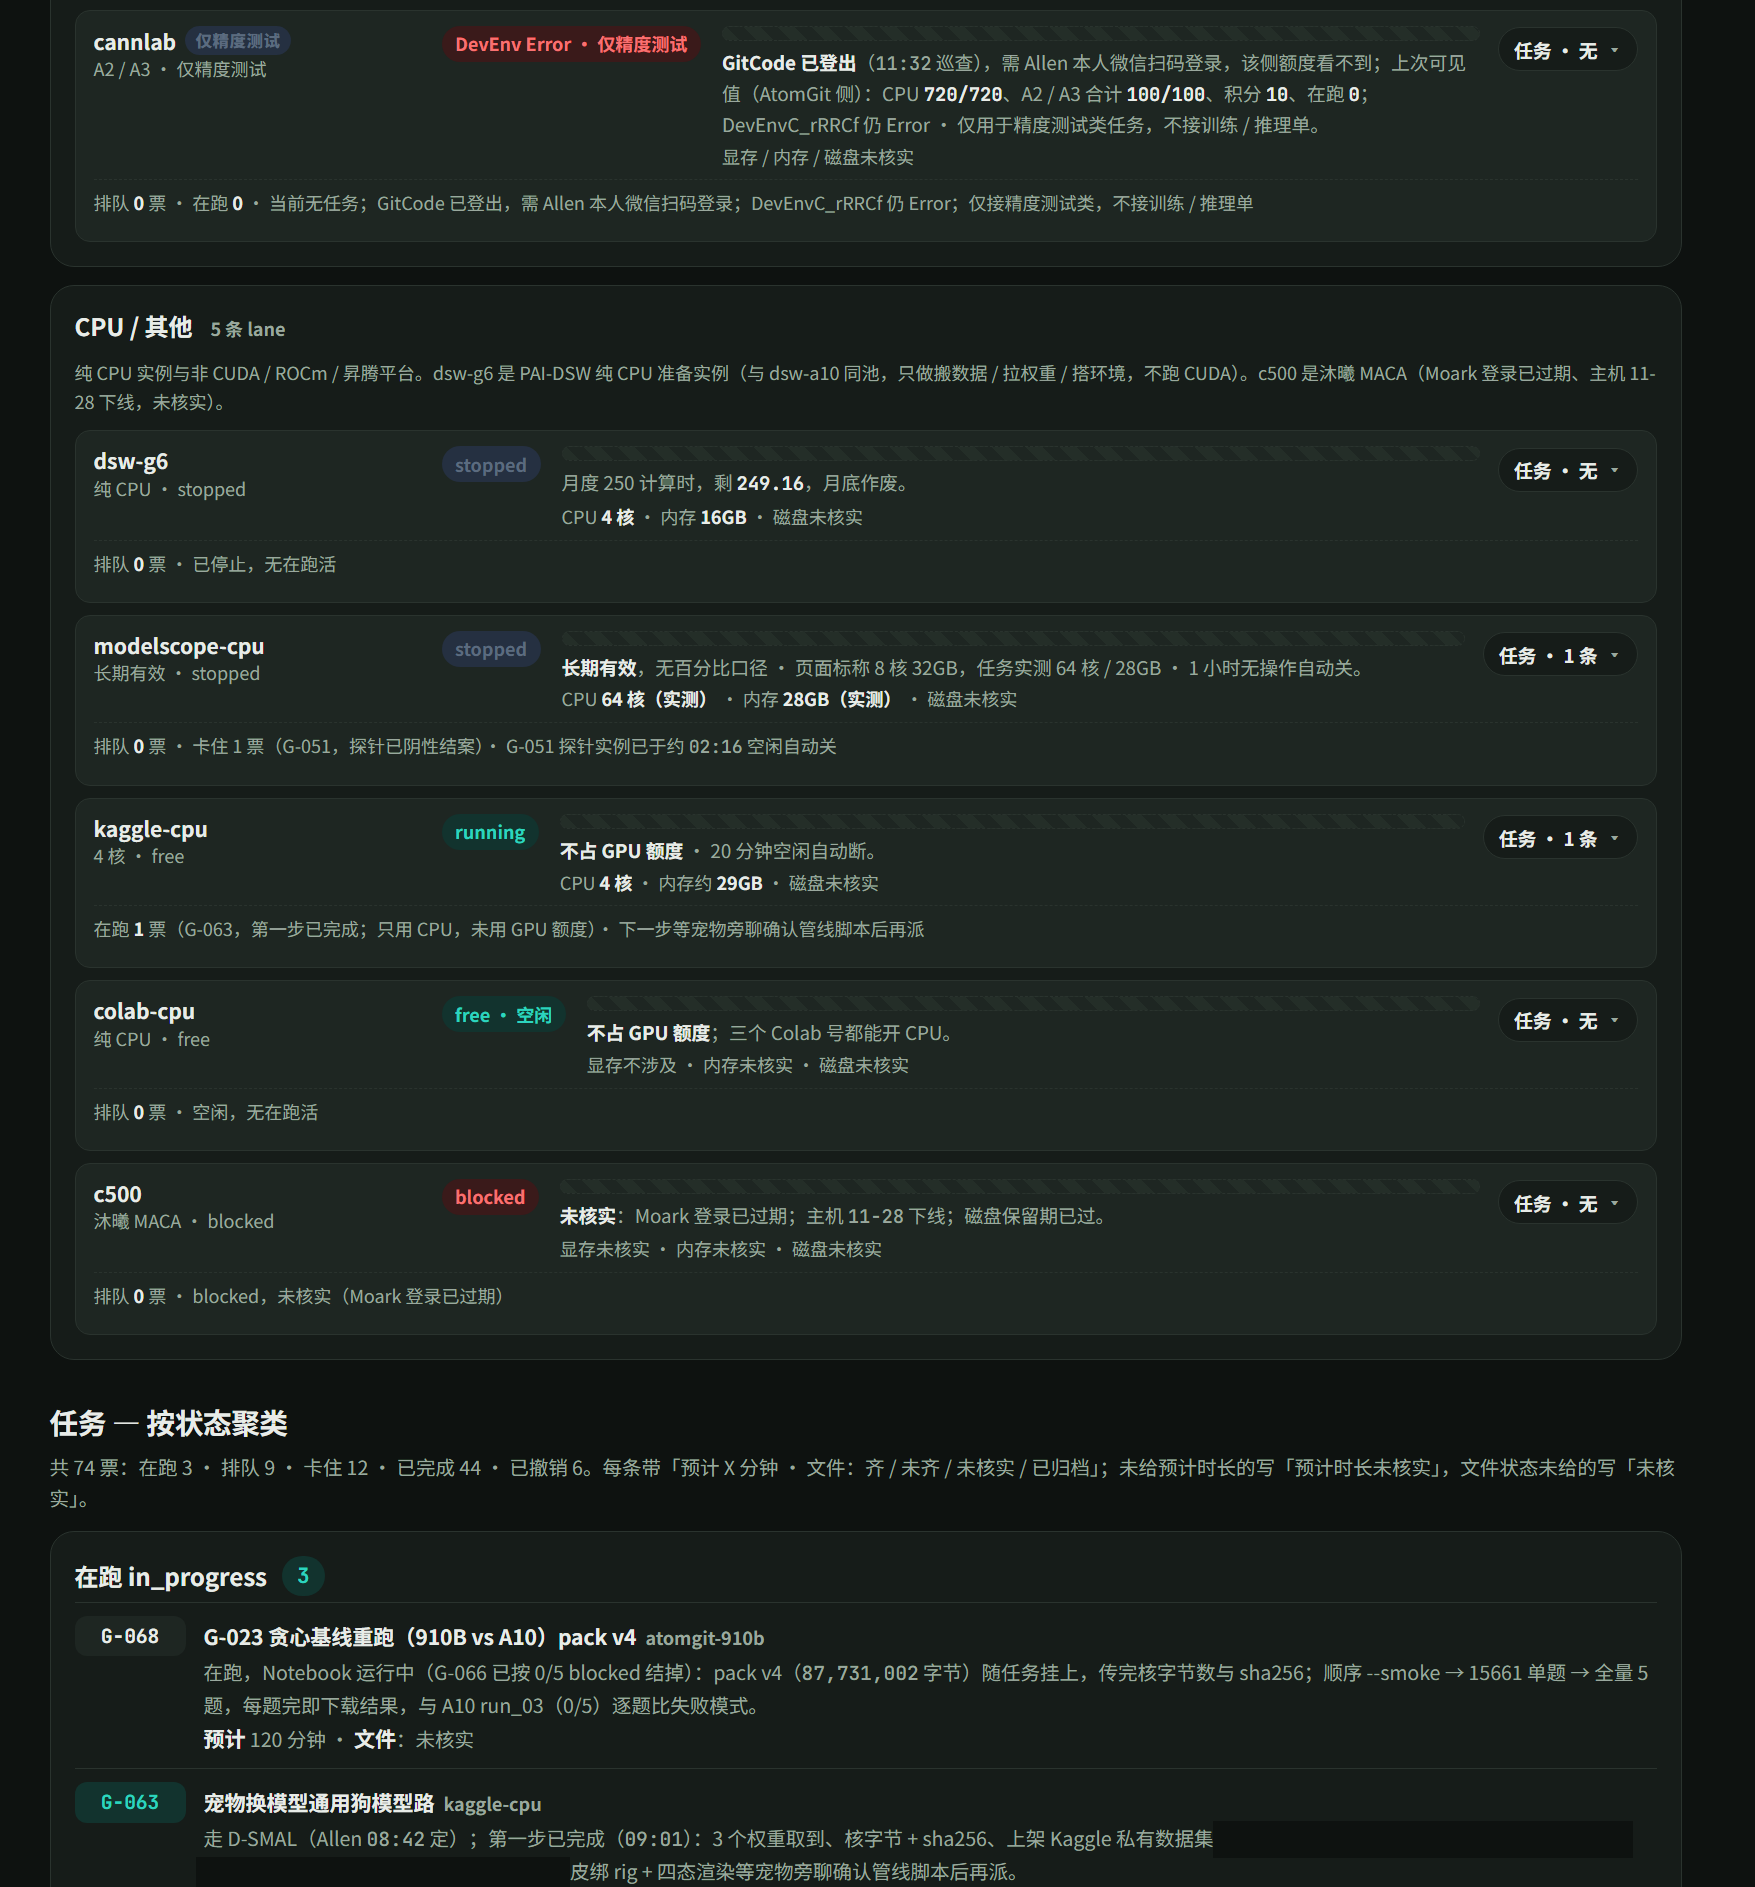 cannlab 仅精度测试
A2 / A3 · 仅精度测试
DevEnv Error · 仅精度测试
GitCode 已登出（11:32 巡查），需 Allen 本人微信扫码登录，该侧额度看不到；上次可见
值（AtomGit 侧）：CPU 720/720、A2 / A3 合计 100/100、积分 10、在跑 0；
DevEnvC_rRRCf 仍 Error · 仅用于精度测试类任务，不接训练 / 推理单。
显存 / 内存 / 磁盘未核实
任务 · 无
排队 0 票 · 在跑 0 · 当前无任务；GitCode 已登出，需 Allen 本人微信扫码登录；DevEnvC_rRRCf 仍 Error；仅接精度测试类，不接训练 / 推理单
CPU / 其他 5 条 lane
纯 CPU 实例与非 CUDA / ROCm / 昇腾平台。dsw-g6 是 PAI-DSW 纯 CPU 准备实例（与 dsw-a10 同池，只做搬数据 / 拉权重 / 搭环境，不跑 CUDA）。c500 是沐曦 MACA（Moark 登录已过期、主机 11-
28 下线，未核实）。
dsw-g6
纯 CPU · stopped
stopped
月度 250 计算时，剩 249.16，月底作废。
CPU 4 核 · 内存 16GB · 磁盘未核实
任务 · 无
排队 0 票 · 已停止，无在跑活
modelscope-cpu
长期有效 · stopped
stopped
长期有效，无百分比口径 · 页面标称 8 核 32GB，任务实测 64 核 / 28GB · 1 小时无操作自动关。
CPU 64 核（实测） · 内存 28GB（实测） · 磁盘未核实
任务 · 1 条
排队 0 票 · 卡住 1 票（G-051，探针已阴性结案）· G-051 探针实例已于约 02:16 空闲自动关
kaggle-cpu
4 核 · free
running
不占 GPU 额度 · 20 分钟空闲自动断。
CPU 4 核 · 内存约 29GB · 磁盘未核实
任务 · 1 条
在跑 1 票（G-063，第一步已完成；只用 CPU，未用 GPU 额度）· 下一步等宠物旁聊确认管线脚本后再派
colab-cpu
纯 CPU · free
free · 空闲
不占 GPU 额度；三个 Colab 号都能开 CPU。
显存不涉及 · 内存未核实 · 磁盘未核实
任务 · 无
排队 0 票 · 空闲，无在跑活
c500
沐曦 MACA · blocked
blocked
未核实：Moark 登录已过期；主机 11-28 下线；磁盘保留期已过。
显存未核实 · 内存未核实 · 磁盘未核实
任务 · 无
排队 0 票 · blocked，未核实（Moark 登录已过期）
任务 — 按状态聚类
共 74 票：在跑 3 · 排队 9 · 卡住 12 · 已完成 44 · 已撤销 6。每条带「预计 X 分钟 · 文件：齐 / 未齐 / 未核实 / 已归档」；未给预计时长的写「预计时长未核实」，文件状态未给的写「未核
实」。
在跑 in_progress 3
G-068
G-023 贪心基线重跑（910B vs A10）pack v4 atomgit-910b
在跑，Notebook 运行中（G-066 已按 0/5 blocked 结掉）：pack v4（87,731,002 字节）随任务挂上，传完核字节数与 sha256；顺序 --smoke → 15661 单题 → 全量 5
题，每题完即下载结果，与 A10 run_03（0/5）逐题比失败模式。
预计 120 分钟 · 文件：未核实
G-063
宠物换模型通用狗模型路 kaggle-cpu
走 D-SMAL（Allen 08:42 定）；第一步已完成（09:01）：3 个权重取到、核字节 + sha256、上架 Kaggle 私有数据集
皮绑 rig + 四态渲染等宠物旁聊确认管线脚本后再派。